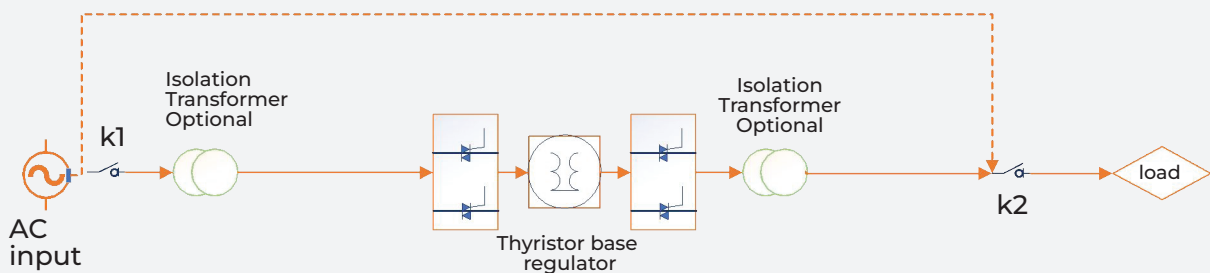 Isolation
Transformer
Optional
Isolation
Transformer
Optional
k1
AC
input
Thyristor base
regulator
k2
load